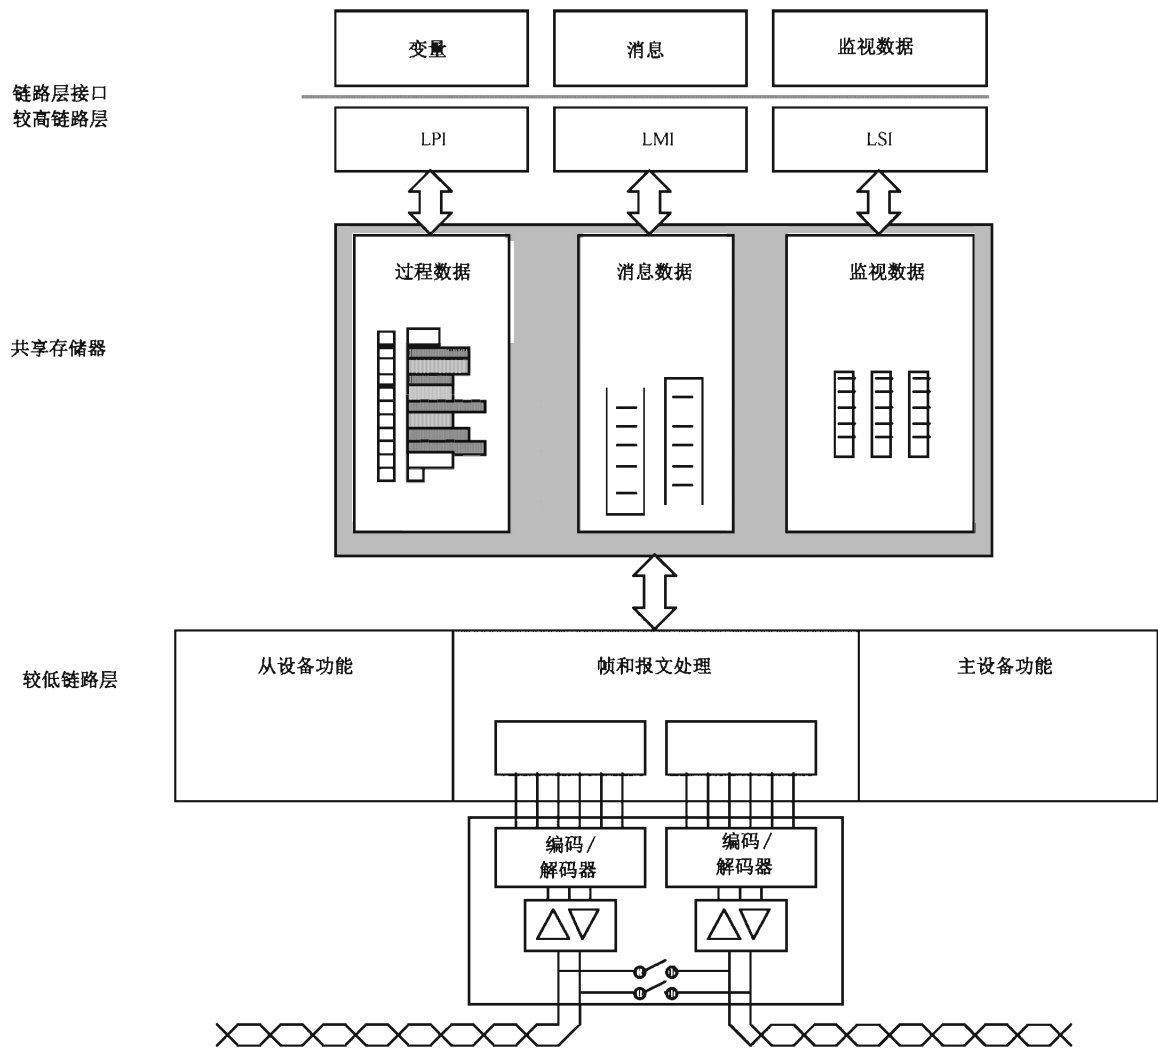 变量
消息
监视数据
链路层接口
较高链路层
LPI
LMI
LSI
过程数据
消息数据
监视数据
共享存储器
较低链路层
从设备功能
帧和报文处理
主设备功能
编码/
解码器
编码/
解码器